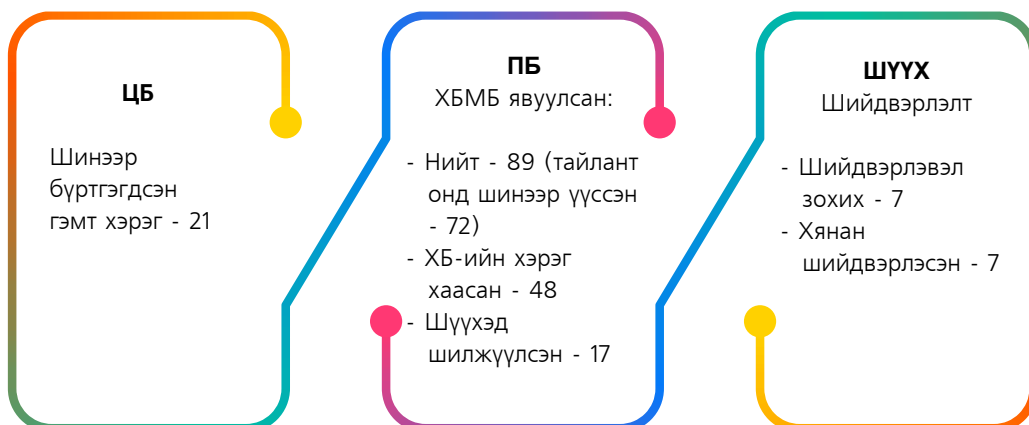 ЦБ
Шинээр
бүртгэгдсэн
гэмт хэрэг - 21
ПБ
ХБМБ явуулсан:
- Нийт - 89 (тайлант
онд шинээр үүссэн
- 72)
- ХБ-ийн хэрэг
хаасан - 48
- Шүүхэд
шилжүүлсэн - 17
ШҮҮХ
Шийдвэрлэлт
- Шийдвэрлэвэл
зохих - 7
- Хянан
шийдвэрлэсэн - 7